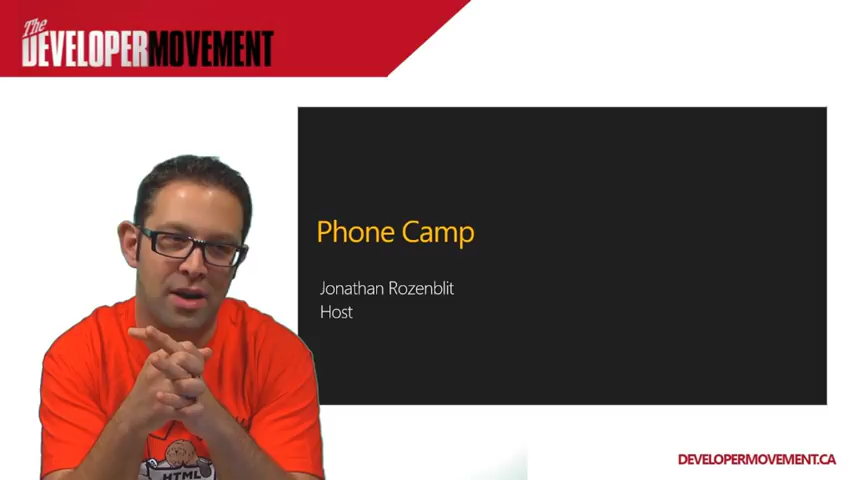 The
DEVELOPERMOVEMENT
Phone Camp
Jonathan Rozenblit
Host
HTML
DEVELOPERMOVEMENT.CA